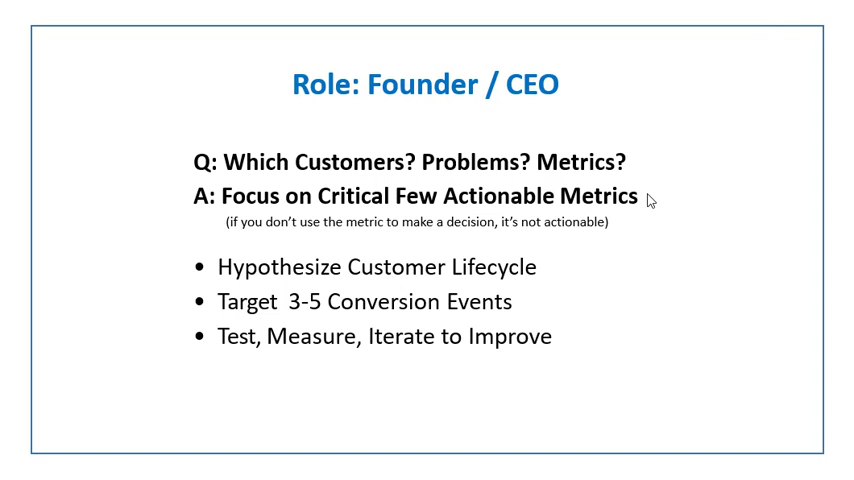 Role: Founder / CEO
Q: Which Customers? Problems? Metrics?
A: Focus on Critical Few Actionable Metrics
(if you don’t use the metric to make a decision, it’s not actionable)
• Hypothesize Customer Lifecycle
• Target  3-5 Conversion Events
• Test, Measure, Iterate to Improve